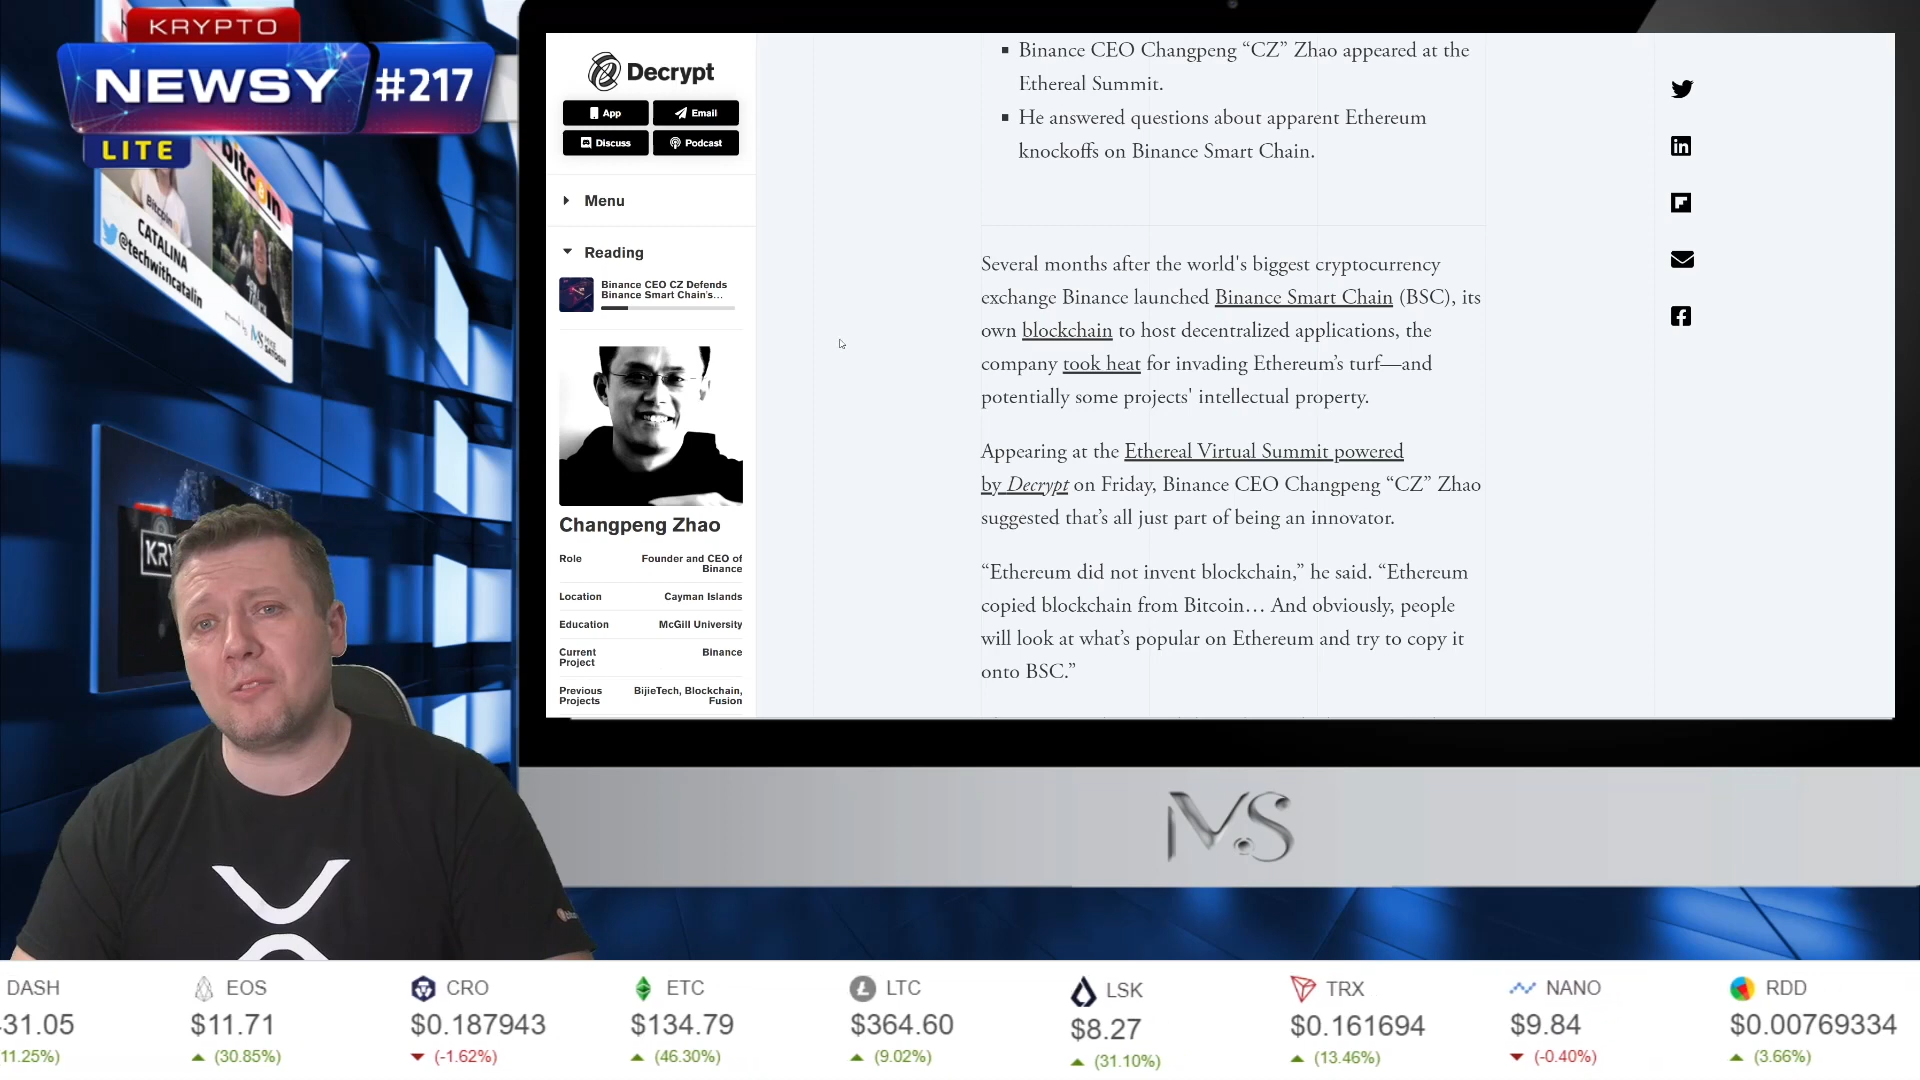 KRYPTO
NEWSY #217
LITE
bitcoin
Bitcoin
CATALINA
@techwithcatalin
powered by
Decrypt
App
Email
Discuss
Podcast
Menu
Reading
Binance CEO CZ Defends
Binance Smart Chain's...
Changpeng Zhao
Role Founder and CEO of
Binance
Location Cayman Islands
Education McGill University
Current
Project Binance
Previous
Projects BijieTech, Blockchain,
Fusion
Binance CEO Changpeng “CZ” Zhao appeared at the
Ethereal Summit.
He answered questions about apparent Ethereum
knockoffs on Binance Smart Chain.
Several months after the world's biggest cryptocurrency
exchange Binance launched Binance Smart Chain (BSC), its
own blockchain to host decentralized applications, the
company took heat for invading Ethereum’s turf—and
potentially some projects' intellectual property.
Appearing at the Ethereal Virtual Summit powered
by Decrypt on Friday, Binance CEO Changpeng “CZ” Zhao
suggested that’s all just part of being an innovator.
“Ethereum did not invent blockchain,” he said. “Ethereum
copied blockchain from Bitcoin… And obviously, people
will look at what’s popular on Ethereum and try to copy it
onto BSC.”
KRY
MS
DASH EOS CRO ETC LTC LSK TRX NANO RDD
31.05 $11.71 $0.187943 $134.79 $364.60 $8.27 $0.161694 $9.84 $0.00769334
11.25%) (30.85%) (-1.62%) (46.30%) (9.02%) (31.10%) (13.46%) (-0.40%) (3.66%)